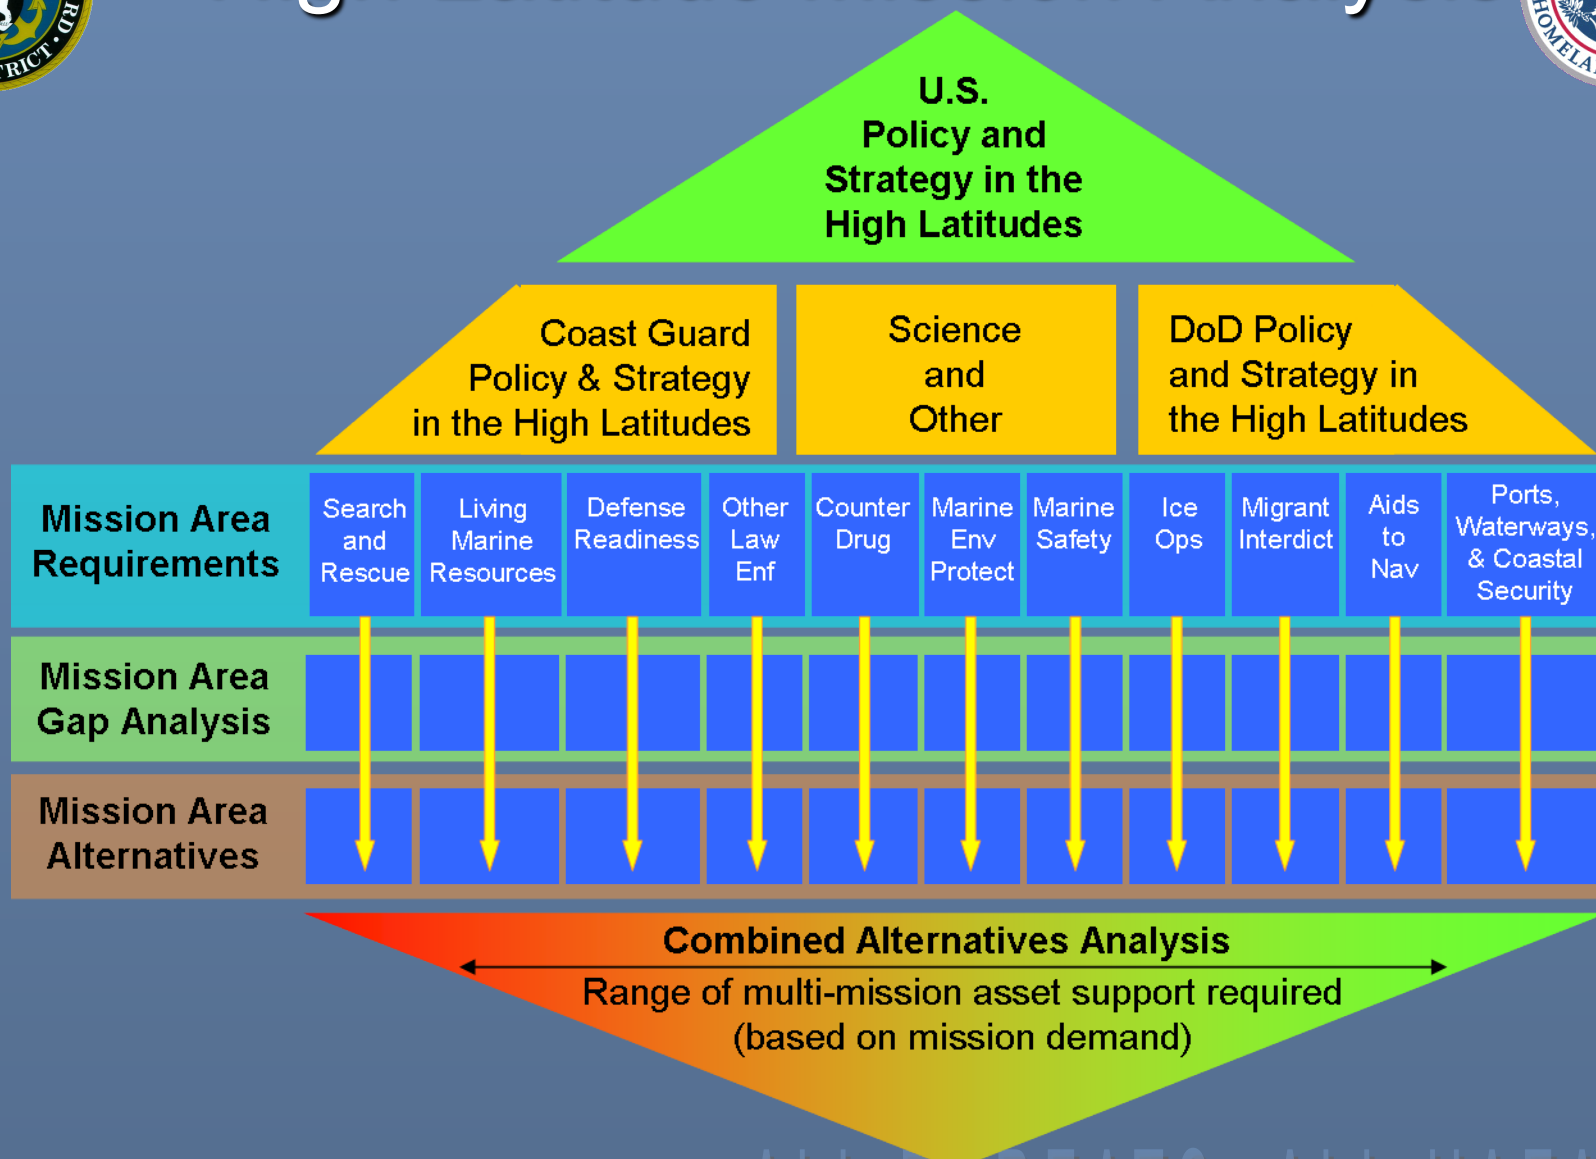 High Latitude Mission Analysis
U.S.
Policy and
Strategy in the
High Latitudes
Coast Guard
Policy & Strategy
in the High Latitudes
Science
and
Other
DoD Policy
and Strategy in
the High Latitudes
Mission Area
Requirements
Search
and
Rescue
Living
Marine
Resources
Defense
Readiness
Other
Law
Enf
Counter
Drug
Marine
Env
Protect
Marine
Safety
Ice
Ops
Migrant
Interdict
Aids
to
Nav
Ports,
Waterways,
& Coastal
Security
Mission Area
Gap Analysis
Mission Area
Alternatives
Combined Alternatives Analysis
Range of multi-mission asset support required
(based on mission demand)